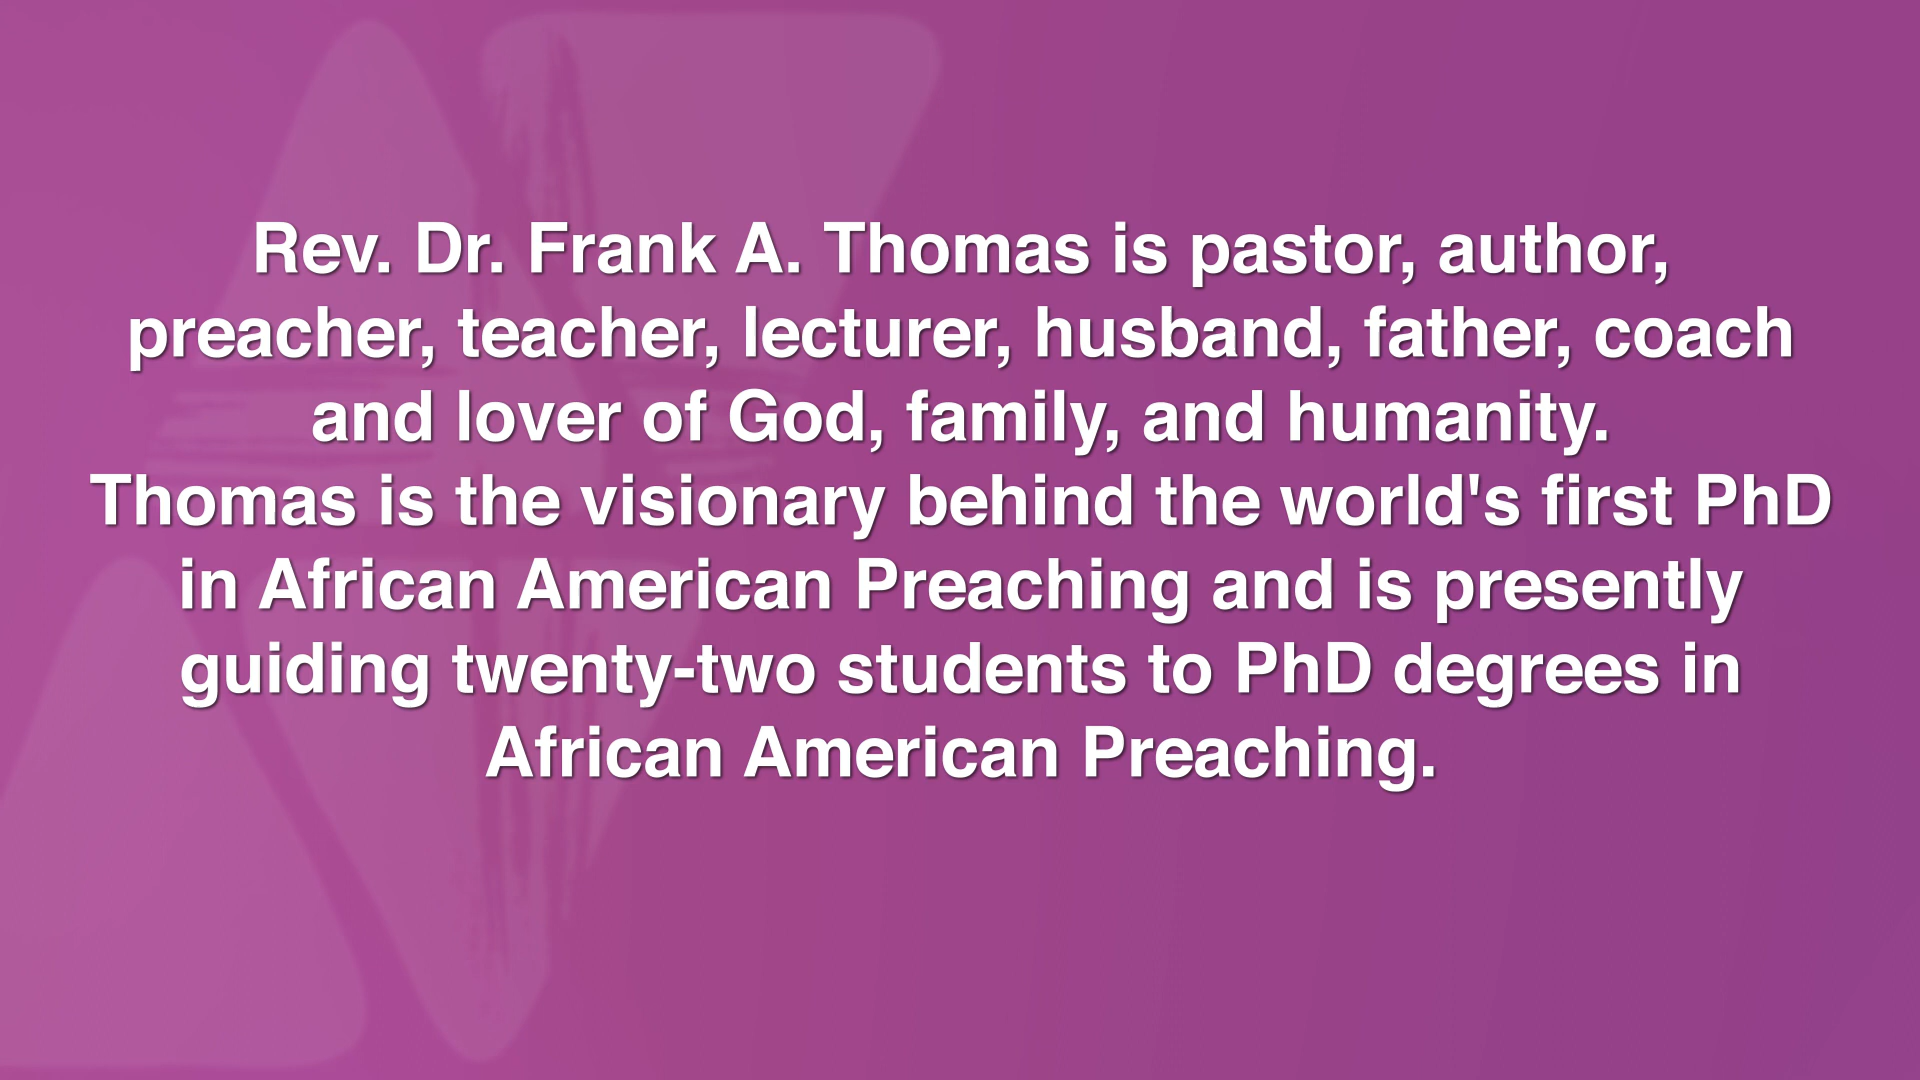 Rev. Dr. Frank A. Thomas is pastor, author,
preacher, teacher, lecturer, husband, father, coach
and lover of God, family, and humanity.
Thomas is the visionary behind the world's first PhD
in African American Preaching and is presently
guiding twenty-two students to PhD degrees in
African American Preaching.